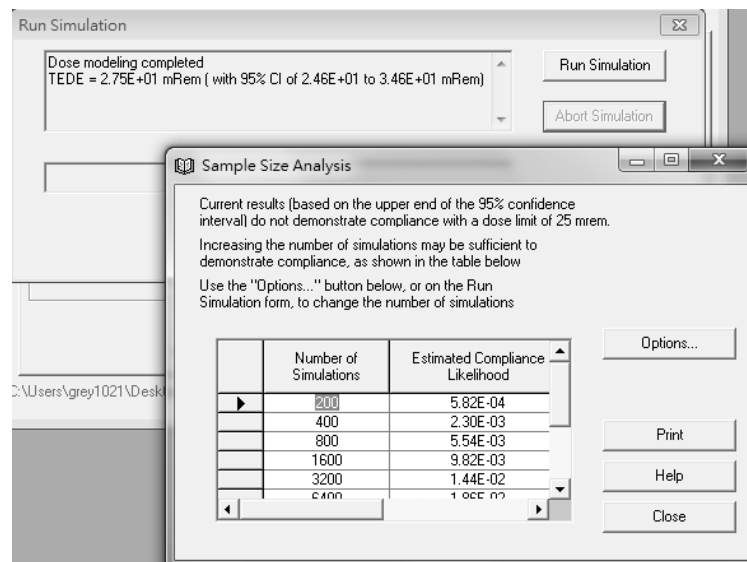 Run Simulation
Dose modeling completed
TEDE = 2.75E+01 mRem ( with 95% CI of 2.46E+01 to 3.46E+01 mRem)
Run Simulation
Abort Simulation
Sample Size Analysis
Current results (based on the upper end of the 95% confidence
interval) do not demonstrate compliance with a dose limit of 25 mrem.
Increasing the number of simulations may be sufficient to
demonstrate compliance, as shown in the table below
Use the "Options..." button below, or on the Run
Simulation form, to change the number of simulations
Options...
Number of Simulations Estimated Compliance Likelihood
200 5.82E-04
400 2.30E-03
800 5.54E-03
1600 9.82E-03
3200 1.44E-02
6400 1.86E-02
Print
Help
Close
C:\Users\grey1021\Deskt